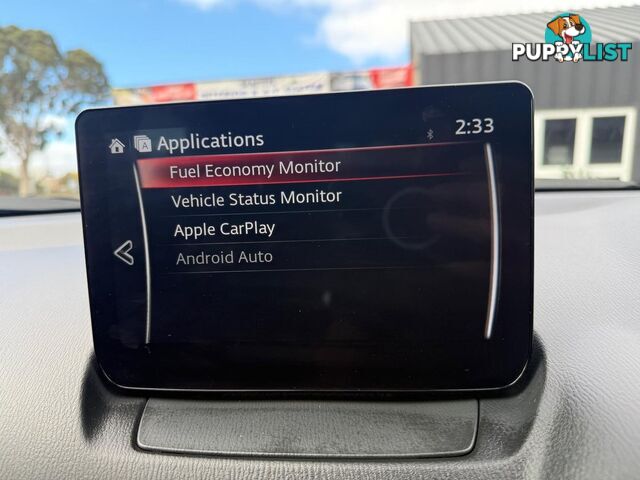 PUPPYLIST
Applications
2:33
Fuel Economy Monitor
Vehicle Status Monitor
Apple CarPlay
Android Auto